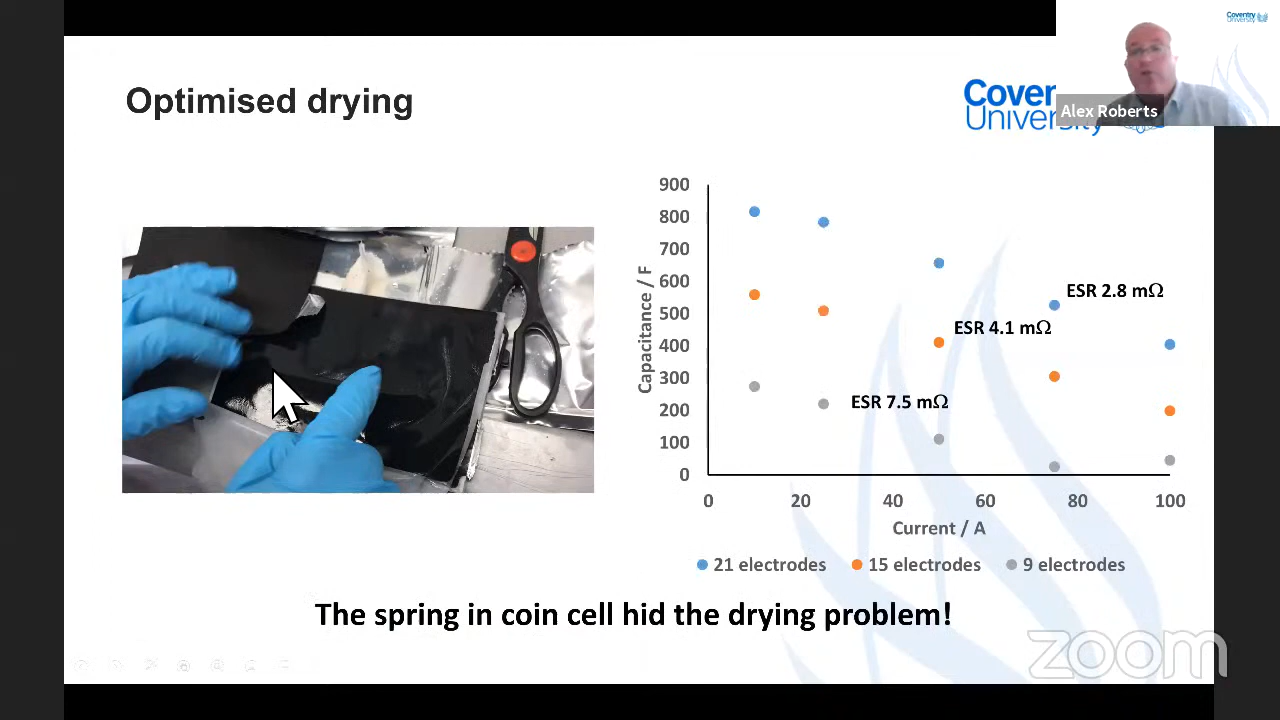 Coventry
University
Optimised drying
Cover
University
Alex Roberts
900
800
700
600
500
400
300
200
100
0
Capacitance / F
ESR 2.8 mΩ
ESR 4.1 mΩ
ESR 7.5 mΩ
0 20 40 60 80 100
Current / A
21 electrodes 15 electrodes 9 electrodes
The spring in coin cell hid the drying problem!
zoom